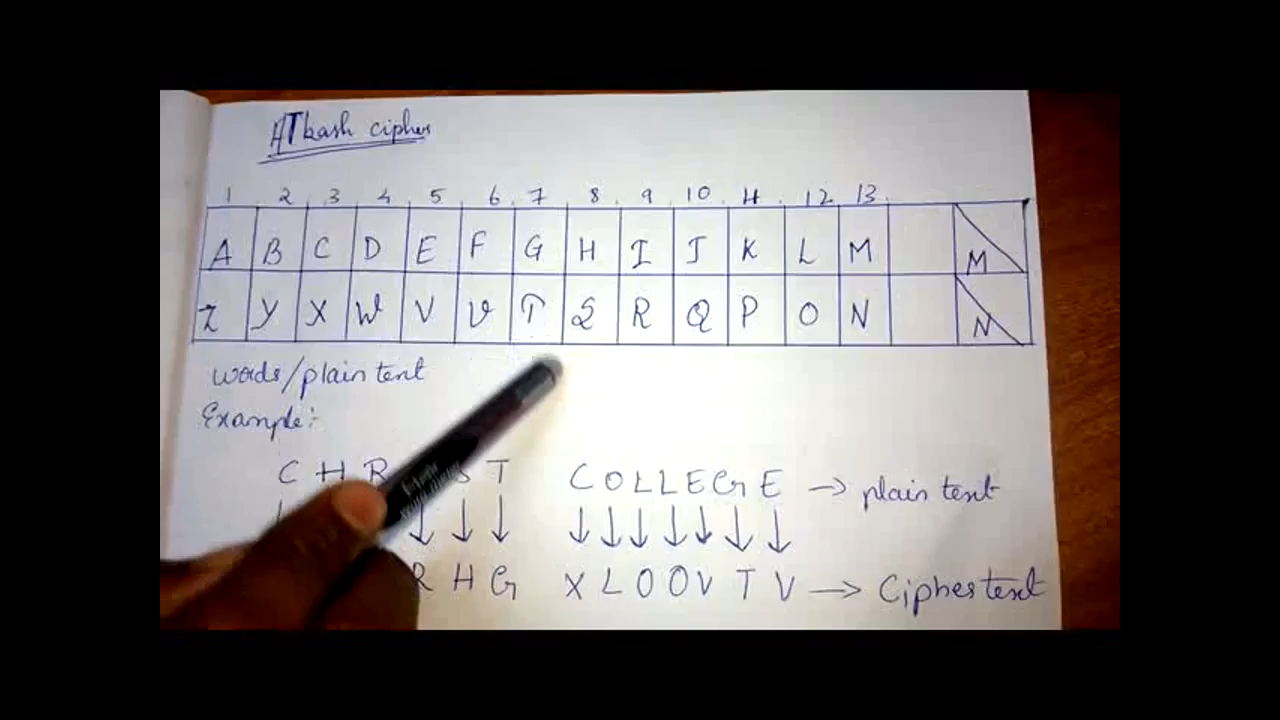 ATbash cipher
1 2 3 4 5 6 7 8 9 10 11 12 13
A B C D E F G H I J K L M M
Z Y X W V U T S R Q P O N N
words/plain text
Example:-
C H R S T C O L L E G E → plain text
R H G X L O O V T V → Cipher text